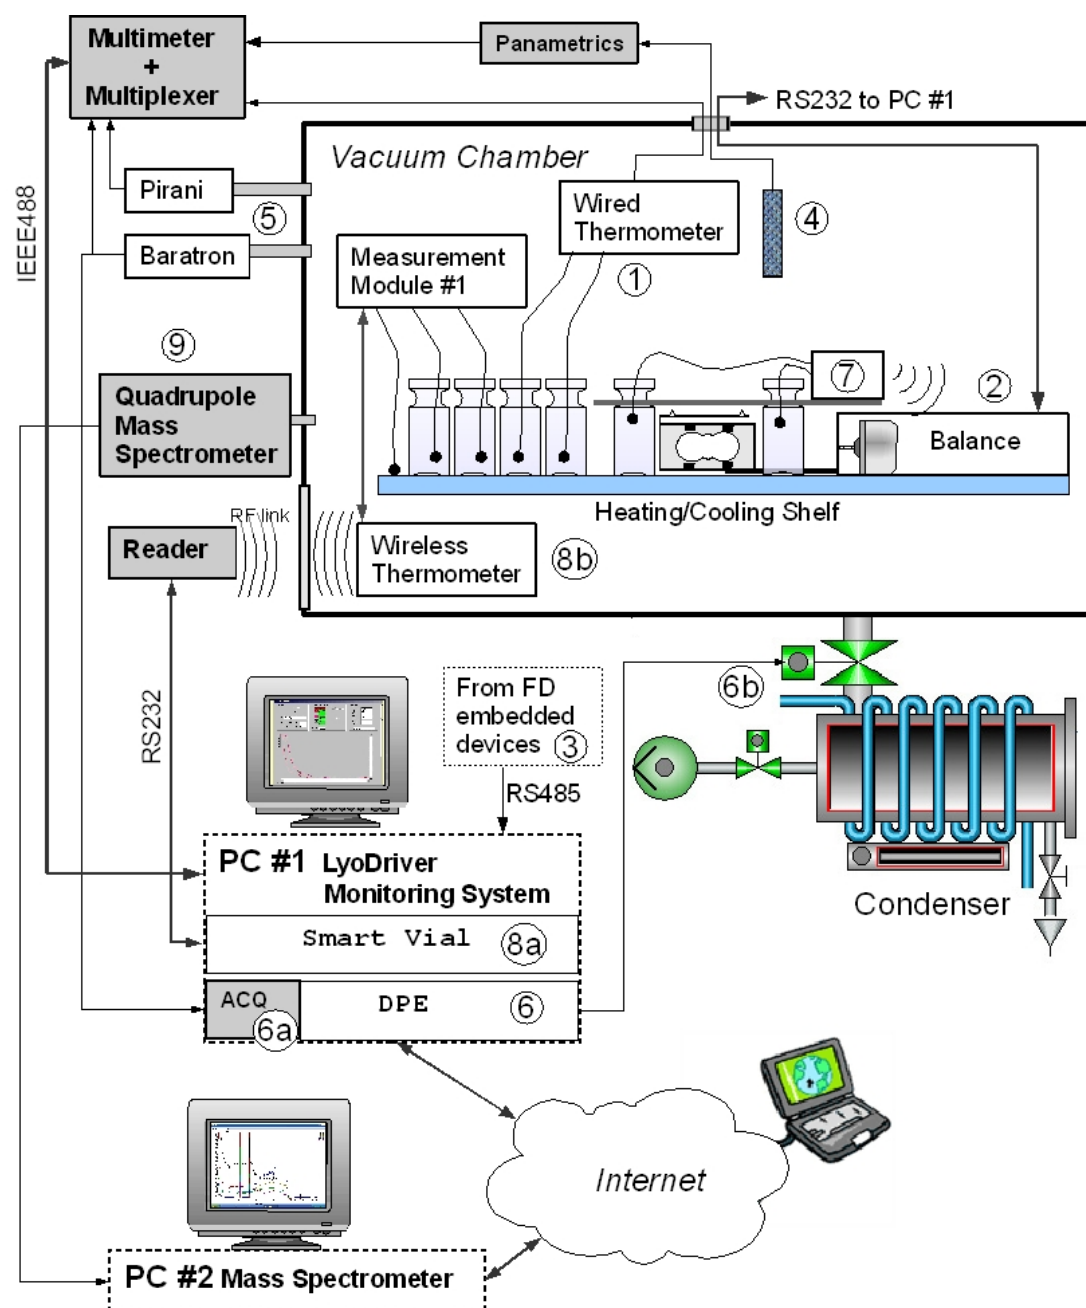 Multimeter
+
Multiplexer
Panametrics
RS232 to PC #1
Vacuum Chamber
Pirani
5
Baratron
IEEE488
Wired
Thermometer
1
4
Measurement
Module #1
9
Quadrupole
Mass
Spectrometer
7
2
Balance
Heating/Cooling Shelf
RF link
Reader
Wireless
Thermometer
8b
RS232
From FD
embedded
devices 3
RS485
6b
PC #1 LyoDriver
Monitoring System
Smart Vial 8a
ACQ
6a
DPE 6
Condenser
Internet
PC #2 Mass Spectrometer